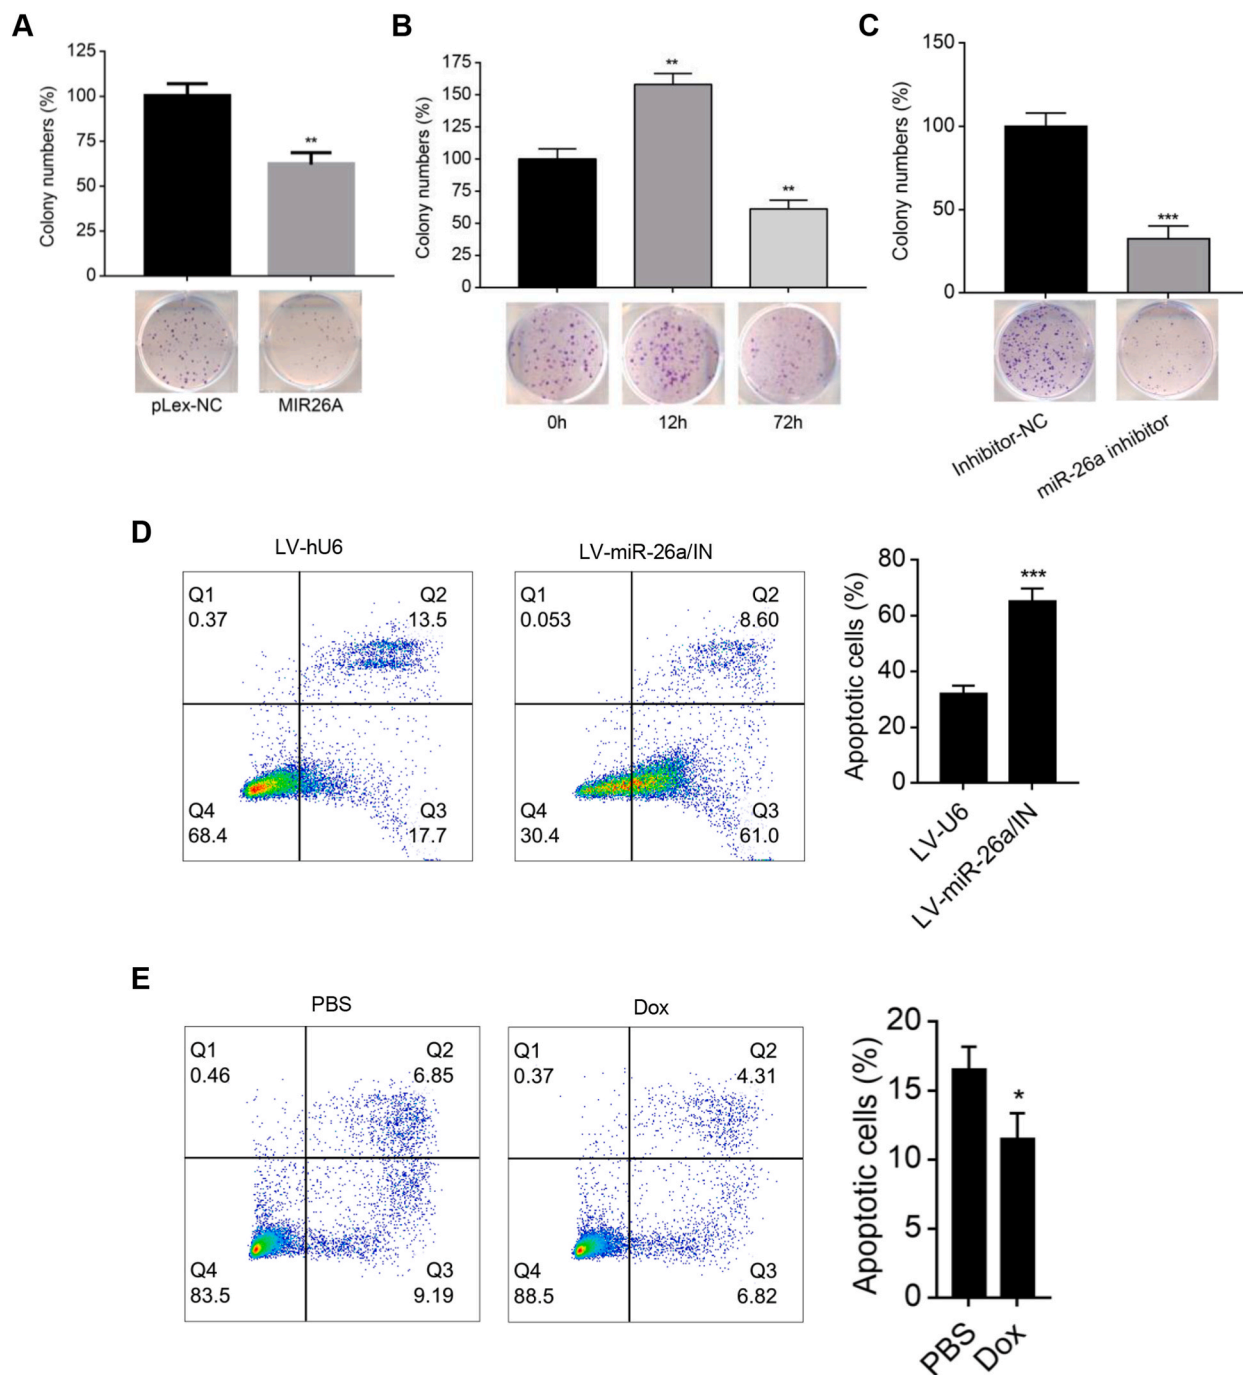 A
Colony numbers (%)
125
100
75
50
25
0
**
pLex-NC
MIR26A
B
Colony numbers (%)
175
150
125
100
75
50
25
0
**
**
0h
12h
72h
C
Colony numbers (%)
150
100
50
0
***
Inhibitor-NC
miR-26a inhibitor
D
LV-hU6
Q1
0.37
Q2
13.5
Q4
68.4
Q3
17.7
LV-miR-26a/IN
Q1
0.053
Q2
8.60
Q4
30.4
Q3
61.0
Apoptotic cells (%)
80
60
40
20
0
***
LV-U6
LV-miR-26a/IN
E
PBS
Q1
0.46
Q2
6.85
Q4
83.5
Q3
9.19
Dox
Q1
0.37
Q2
4.31
Q4
88.5
Q3
6.82
Apoptotic cells (%)
20
15
10
5
0
*
PBS
Dox